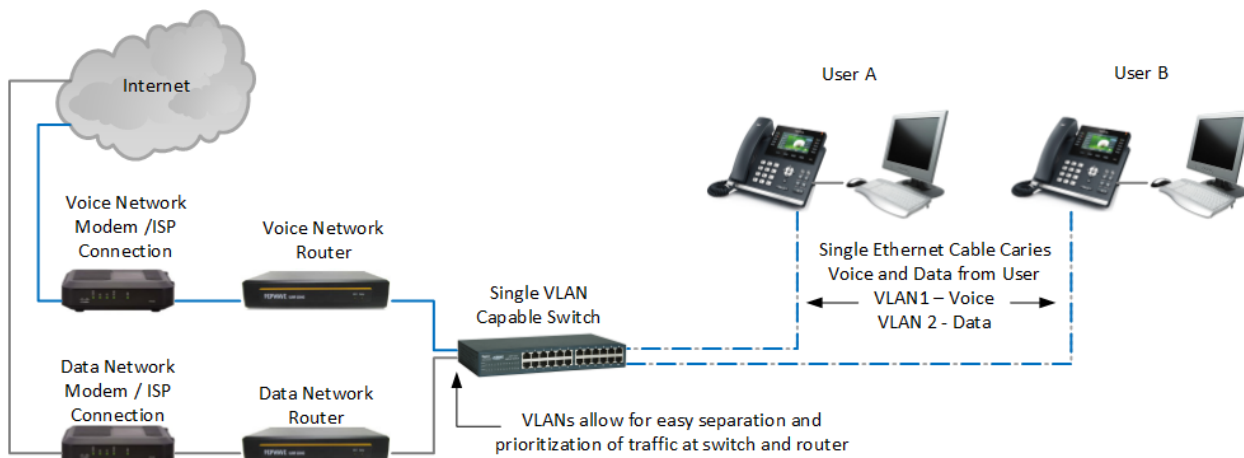 Internet
User A
User B
Voice Network
Modem /ISP
Connection
Voice Network
Router
Single Ethernet Cable Caries
Voice and Data from User
VLAN1 – Voice
VLAN 2 - Data
Single VLAN
Capable Switch
Data Network
Modem / ISP
Connection
Data Network
Router
VLANs allow for easy separation and
prioritization of traffic at switch and router